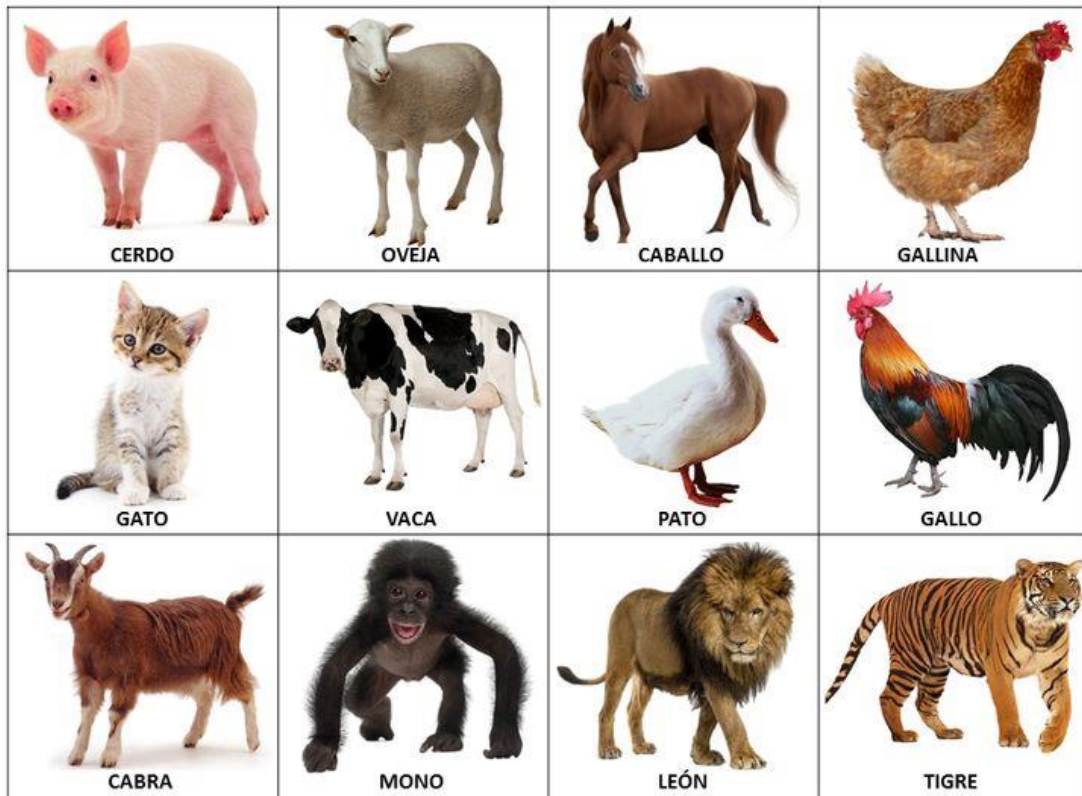 CERDO
OVEJA
CABALLO
GALLINA
GATO
VACA
PATO
GALLO
CABRA
MONO
LEÓN
TIGRE